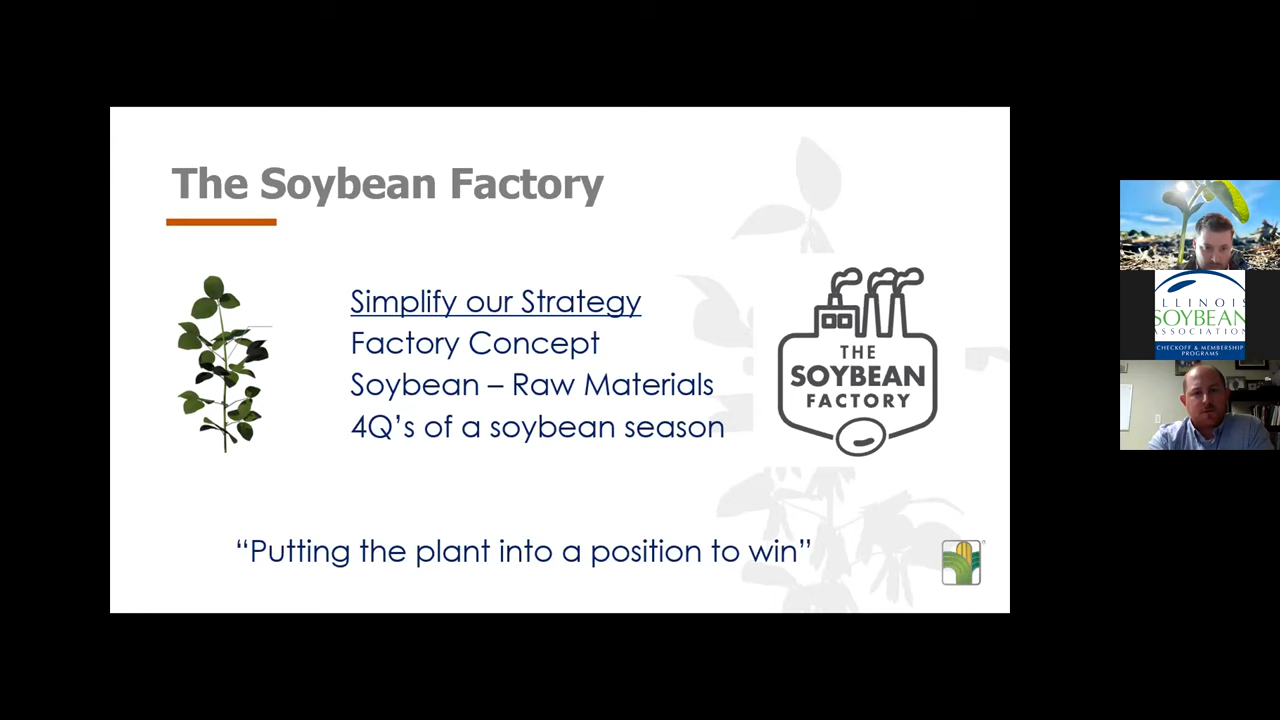 The Soybean Factory
Simplify our Strategy
Factory Concept
Soybean – Raw Materials
4Q’s of a soybean season
THE
SOYBEAN
FACTORY
“Putting the plant into a position to win”
ILLINOIS
SOYBEAN
ASSOCIATION
CHECKOFF & MEMBERSHIP
PROGRAMS